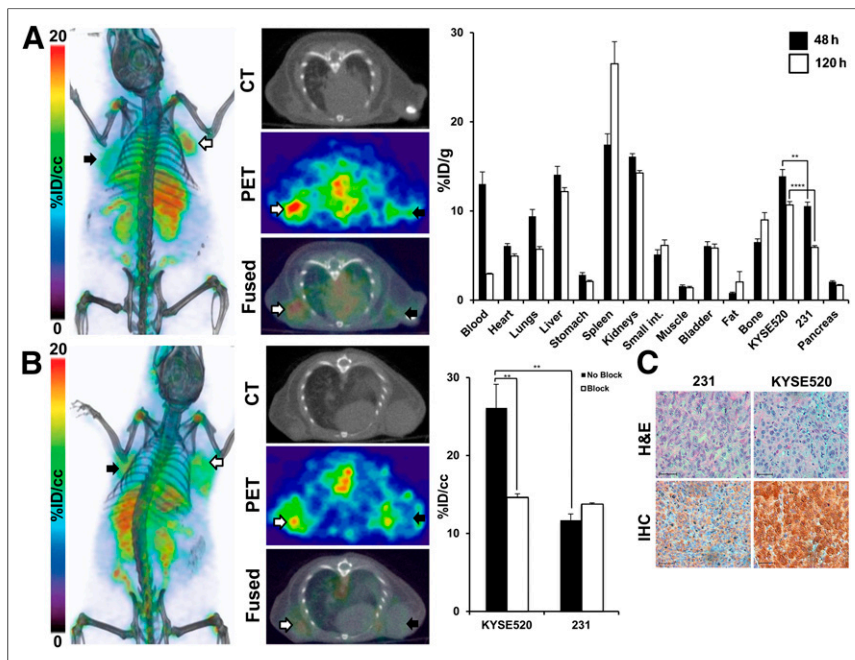 A
20
%ID/cc
0
CT
PET
Fused
%ID/g
30
20
10
0
48 h
120 h
**
****
Blood
Heart
Lungs
Liver
Stomach
Spleen
Kidneys
Small int.
Muscle
Bladder
Fat
Bone
KYSE520
231
Pancreas
B
20
%ID/cc
0
CT
PET
Fused
%ID/cc
30
20
10
0
No Block
Block
**
**
KYSE520
231
C
231
KYSE520
H&E
IHC